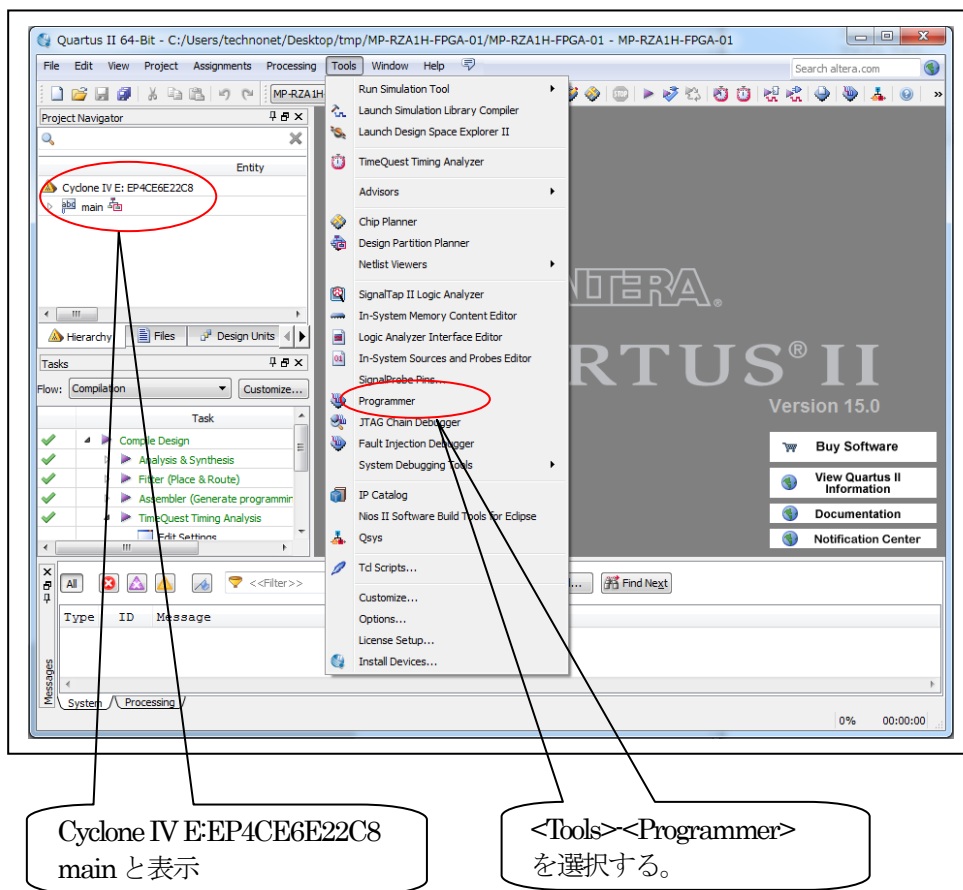 Quartus II 64-Bit - C:/Users/technonet/Desktop/tmp/MP-RZA1H-FPGA-01/MP-RZA1H-FPGA-01 - MP-RZA1H-FPGA-01
File Edit View Project Assignments Processing Tools Window Help
Search altera.com
MP-RZA1H
Project Navigator
Entity
Cyclone IV E: EP4CE6E22C8
main
Hierarchy Files Design Units
Tasks
Flow: Compilation Customize...
Task
Compile Design
Analysis & Synthesis
Fitter (Place & Route)
Assembler (Generate programmin
TimeQuest Timing Analysis
Edit Settings
Run Simulation Tool
Launch Simulation Library Compiler
Launch Design Space Explorer II
TimeQuest Timing Analyzer
Advisors
Chip Planner
Design Partition Planner
Netlist Viewers
SignalTap II Logic Analyzer
In-System Memory Content Editor
Logic Analyzer Interface Editor
In-System Sources and Probes Editor
SignalProbe Pins...
Programmer
JTAG Chain Debugger
Fault Injection Debugger
System Debugging Tools
IP Catalog
Nios II Software Build Tools for Eclipse
Qsys
Tcl Scripts...
Customize...
Options...
License Setup...
Install Devices...
NTERA®
RTUS® II
Version 15.0
Buy Software
View Quartus II
Information
Documentation
Notification Center
All <<Filter>> Find Next
Type ID Message
Messages
System Processing
0% 00:00:00
Cyclone IV E:EP4CE6E22C8
main と表示
<Tools>-<Programmer>
を選択する。